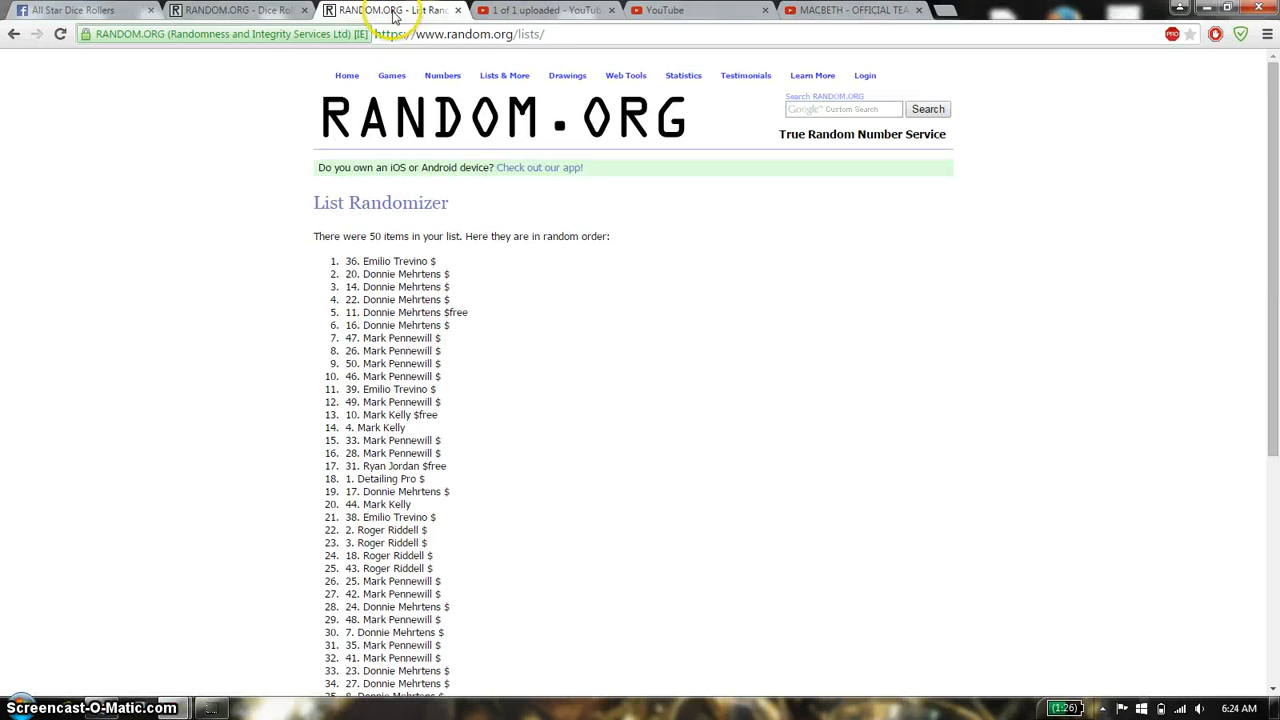 All Star Dice Rollers
RANDOM.ORG - Dice Rol
RANDOM.ORG - List Ran
1 of 1 uploaded - YouTub
YouTube
MACBETH - OFFICIAL TEA
RANDOM.ORG (Randomness and Integrity Services Ltd) [IE]
https://www.random.org/lists/
PRO
Home Games Numbers Lists & More Drawings Web Tools Statistics Testimonials Learn More Login
RANDOM.ORG
Search RANDOM.ORG
Google™ Custom Search
Search
True Random Number Service
Do you own an iOS or Android device? Check out our app!
List Randomizer
There were 50 items in your list. Here they are in random order:
1. 36. Emilio Trevino $
2. 20. Donnie Mehrtens $
3. 14. Donnie Mehrtens $
4. 22. Donnie Mehrtens $
5. 11. Donnie Mehrtens $free
6. 16. Donnie Mehrtens $
7. 47. Mark Pennewill $
8. 26. Mark Pennewill $
9. 50. Mark Pennewill $
10. 46. Mark Pennewill $
11. 39. Emilio Trevino $
12. 49. Mark Pennewill $
13. 10. Mark Kelly $free
14. 4. Mark Kelly
15. 33. Mark Pennewill $
16. 28. Mark Pennewill $
17. 31. Ryan Jordan $free
18. 1. Detailing Pro $
19. 17. Donnie Mehrtens $
20. 44. Mark Kelly
21. 38. Emilio Trevino $
22. 2. Roger Riddell $
23. 3. Roger Riddell $
24. 18. Roger Riddell $
25. 43. Roger Riddell $
26. 25. Mark Pennewill $
27. 42. Mark Pennewill $
28. 24. Donnie Mehrtens $
29. 48. Mark Pennewill $
30. 7. Donnie Mehrtens $
31. 35. Mark Pennewill $
32. 41. Mark Pennewill $
33. 23. Donnie Mehrtens $
34. 27. Donnie Mehrtens $
35. 8. Donnie Mehrtens $
Screencast-O-Matic.com
(1:26)
6:24 AM